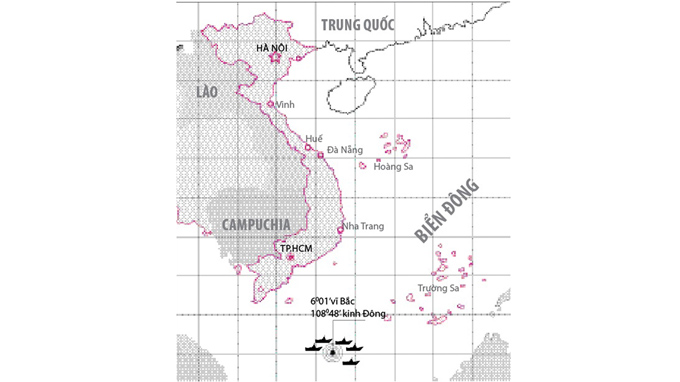 TRUNG QUỐC
HÀ NỘI
LÀO
Vinh
Huế
Đà Nẵng
Hoàng Sa
BIỂN ĐÔNG
CAMPUCHIA
Nha Trang
TP.HCM
Trường Sa
6⁰01'vĩ Bắc
108⁰48' kinh Đông